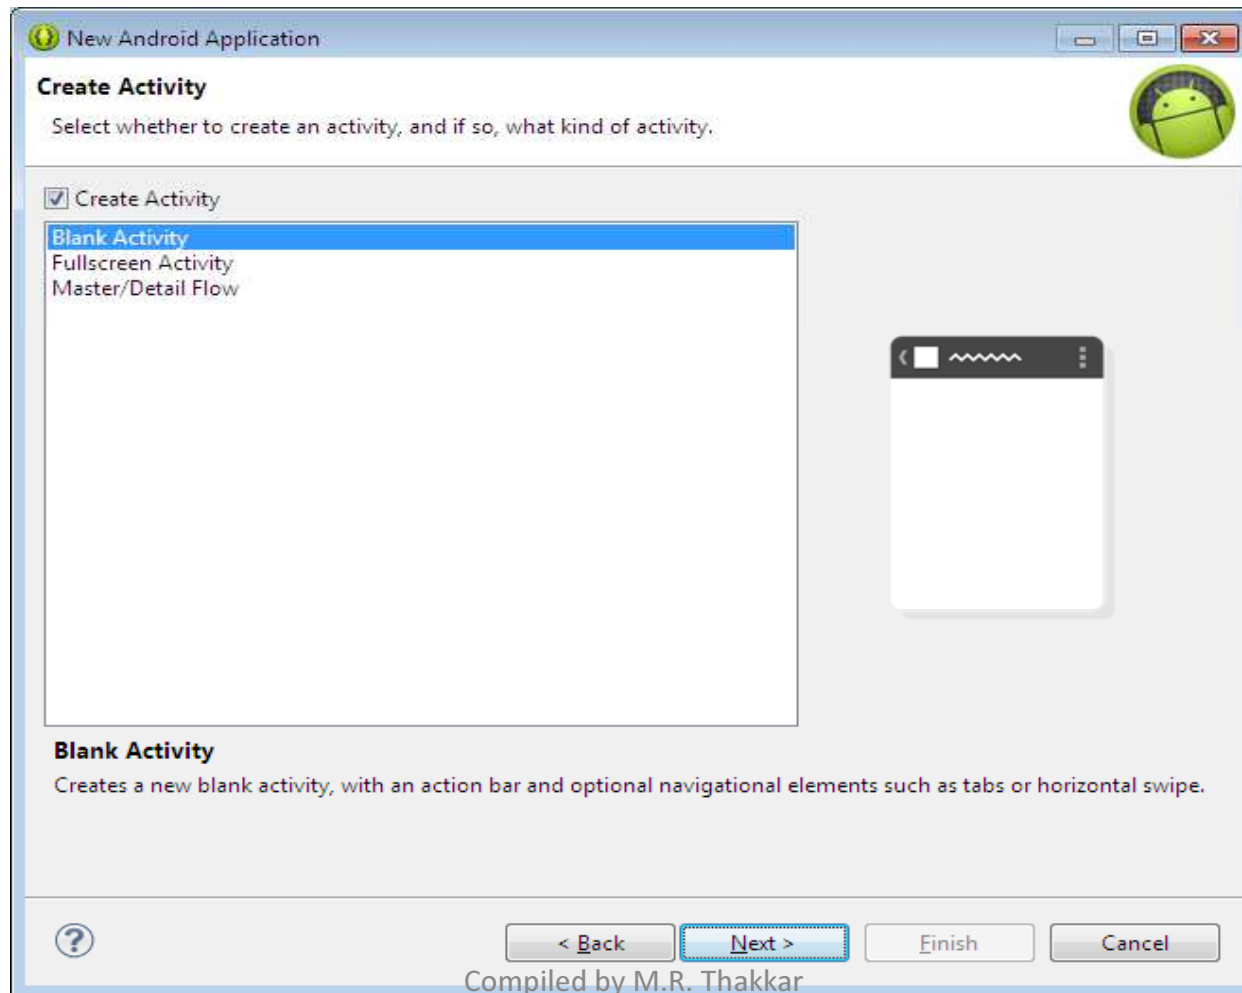 New Android Application
Create Activity
Select whether to create an activity, and if so, what kind of activity.
Create Activity
Blank Activity
Fullscreen Activity
Master/Detail Flow
Blank Activity
Creates a new blank activity, with an action bar and optional navigational elements such as tabs or horizontal swipe.
? < Back Next > Finish Cancel
Compiled by M.R. Thakkar